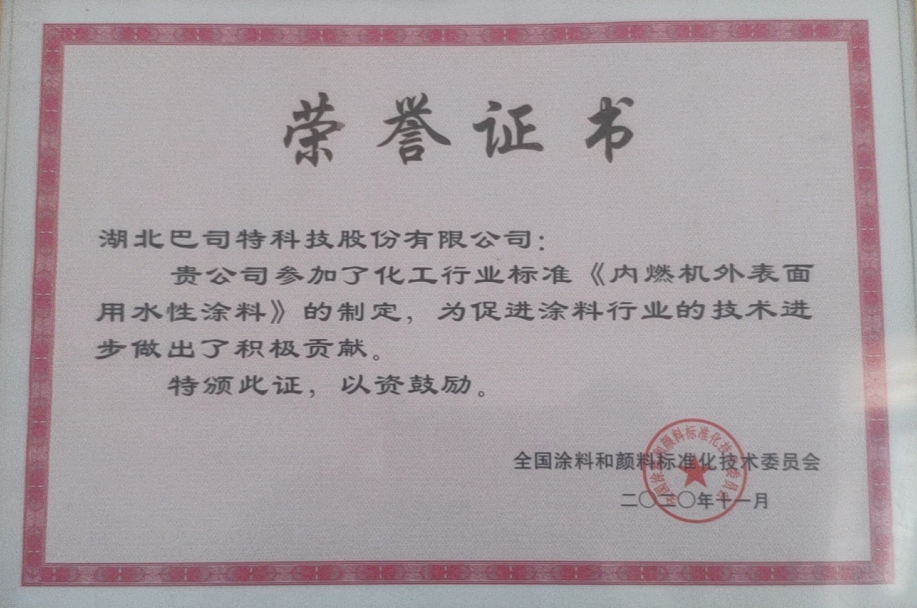 荣誉证书
湖北巴司特科技股份有限公司：
贵公司参加了化工行业标准《内燃机外表面
用水性涂料》的制定，为促进涂料行业的技术进
步做出了积极贡献。
特颁此证，以资鼓励。
全国涂料和颜料标准化技术委员会
二〇二〇年十一月